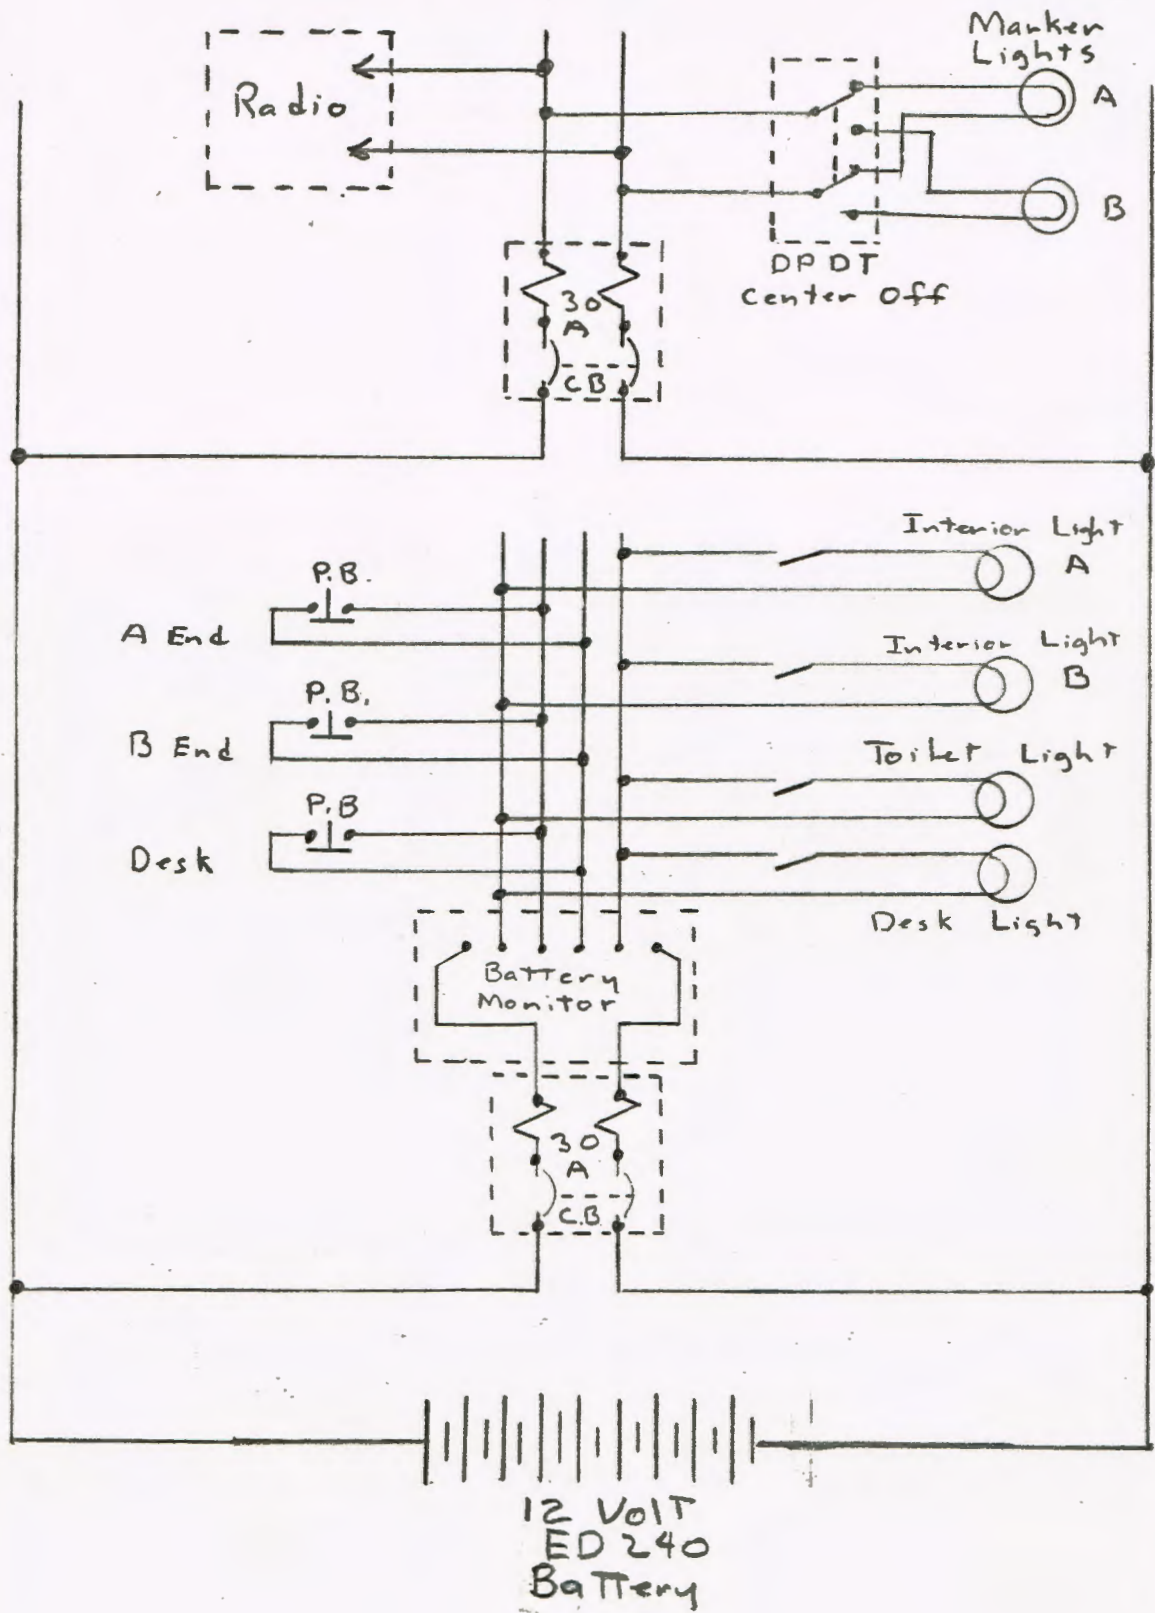 Marker
Lights
Radio
A
B
DPDT
Center Off
30
A
CB
Interior Light
A
P.B.
A End
Interior Light
B
P.B.
B End
Toilet Light
P.B
Desk
Desk Light
Battery
Monitor
30
A
C.B
12 Volt
ED 240
Battery